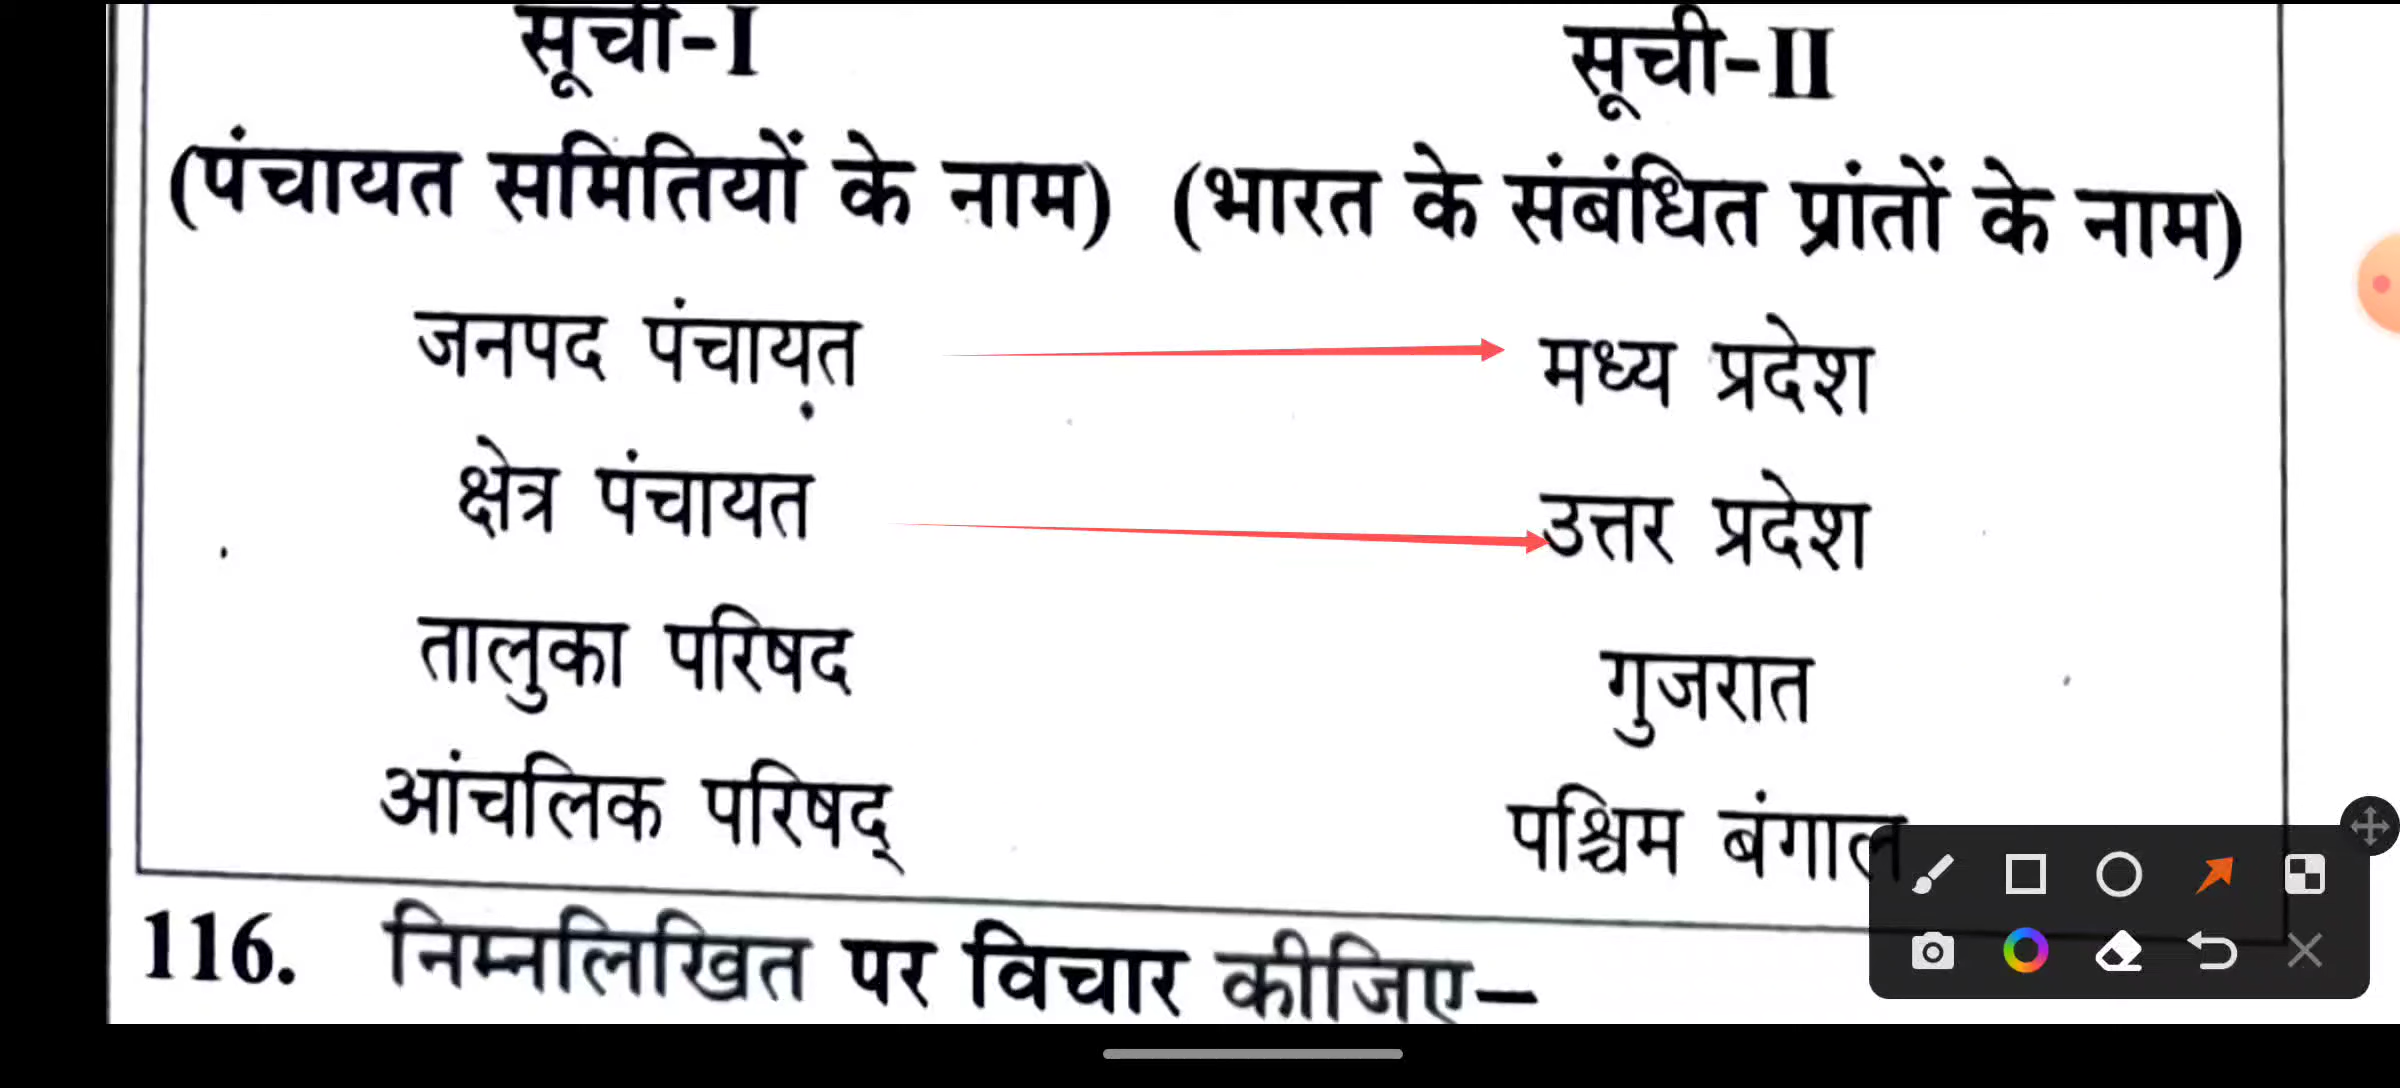 सूची-I सूची-II
(पंचायत समितियों के नाम) (भारत के संबंधित प्रांतों के नाम)
जनपद पंचायत मध्य प्रदेश
क्षेत्र पंचायत उत्तर प्रदेश
तालुका परिषद गुजरात
आंचलिक परिषद् पश्चिम बंगाल
116. निम्नलिखित पर विचार कीजिए–